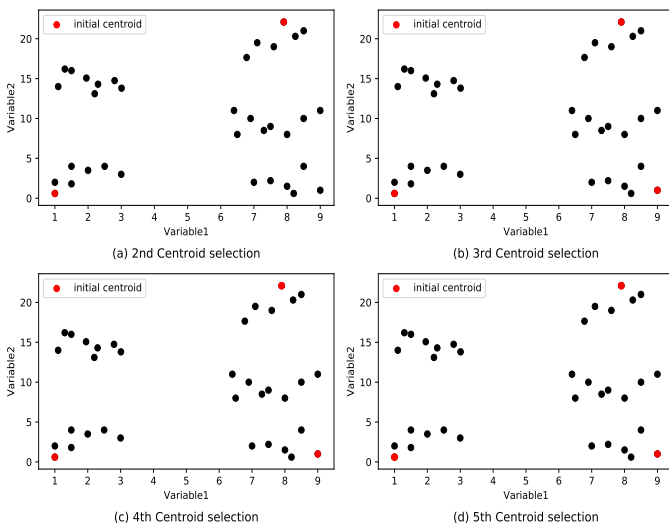 initial centroid
Variable2
20
15
10
5
0
1 2 3 4 5 6 7 8 9
Variable1
(a) 2nd Centroid selection
initial centroid
Variable2
20
15
10
5
0
1 2 3 4 5 6 7 8 9
Variable1
(b) 3rd Centroid selection
initial centroid
Variable2
20
15
10
5
0
1 2 3 4 5 6 7 8 9
Variable1
(c) 4th Centroid selection
initial centroid
Variable2
20
15
10
5
0
1 2 3 4 5 6 7 8 9
Variable1
(d) 5th Centroid selection